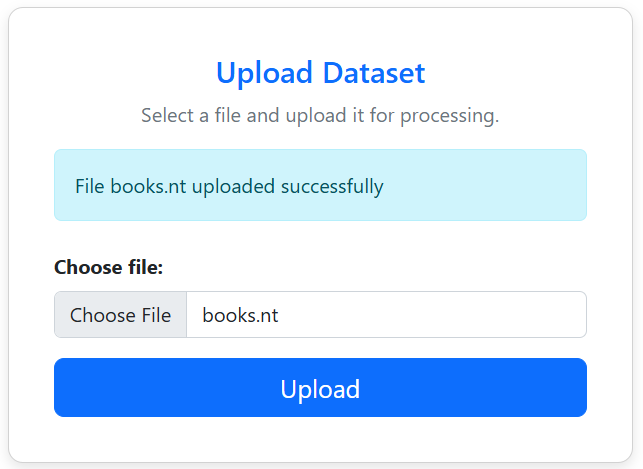 Upload Dataset
Select a file and upload it for processing.
File books.nt uploaded successfully
Choose file:
Choose File books.nt
Upload